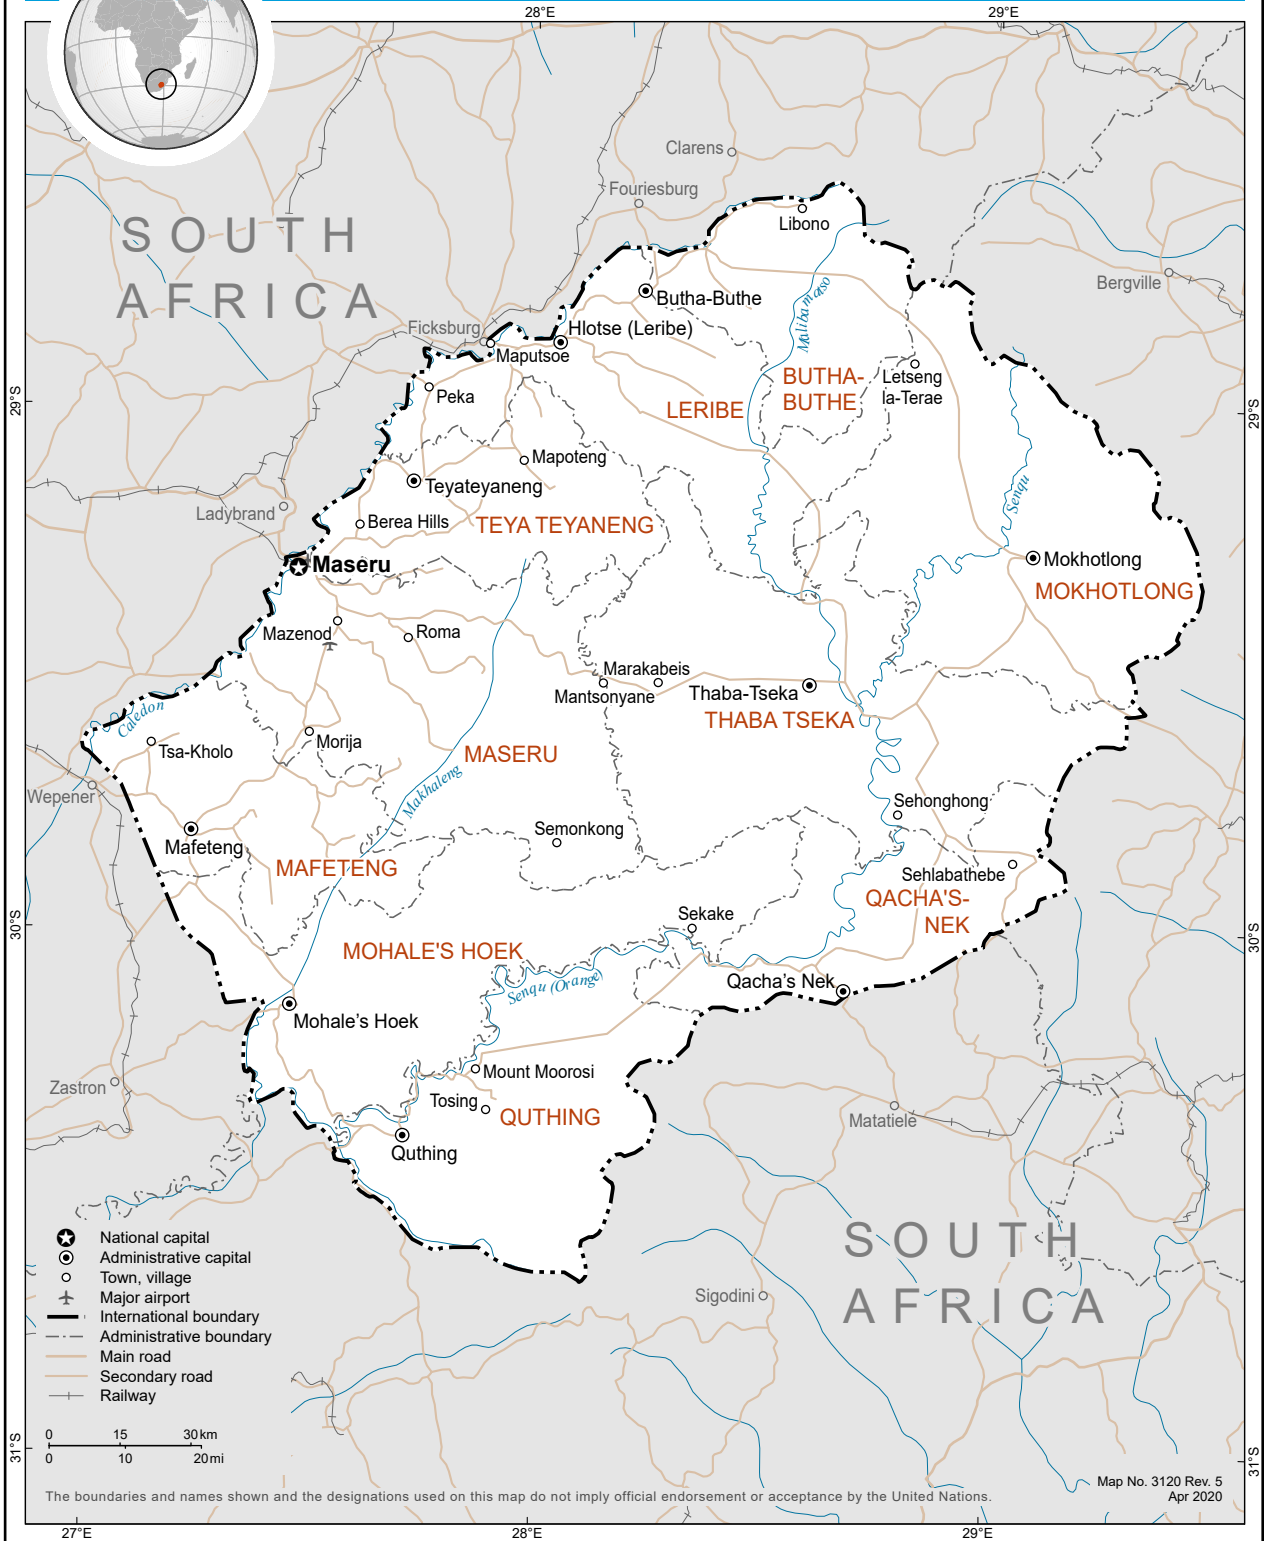 28°E
29°E
Clarens
Fouriesburg
SOUTH
AFRICA
Libono
Bergville
Malibamatso
Butha-Buthe
Hlotse (Leribe)
Ficksburg
Maputsoe
29°S
29°S
Peka
BUTHA-
BUTHE
Letseng
la-Terae
LERIBE
Mapoteng
Teyateyaneng
Senqu
Ladybrand
Berea Hills
TEYA TEYANENG
Maseru
Mokhotlong
MOKHOTLONG
Mazenod
Roma
Marakabeis
Mantsonyane
Thaba-Tseka
THABA TSEKA
Caledon
Tsa-Kholo
Morija
MASERU
Makhaleng
Wepener
Sehonghong
Semonkong
Mafeteng
MAFETENG
Sehlabathebe
QACHA'S-
NEK
30°S
30°S
Sekake
MOHALE'S HOEK
Senqu (Orange)
Qacha's Nek
Mohale's Hoek
Zastron
Mount Moorosi
Tosing
QUTHING
Matatiele
Quthing
SOUTH
AFRICA
Sigodini
National capital
Administrative capital
Town, village
Major airport
International boundary
Administrative boundary
Main road
Secondary road
Railway
0 15 30 km
0 10 20 mi
31°S
31°S
Map No. 3120 Rev. 5
Apr 2020
The boundaries and names shown and the designations used on this map do not imply official endorsement or acceptance by the United Nations.
27°E
28°E
29°E